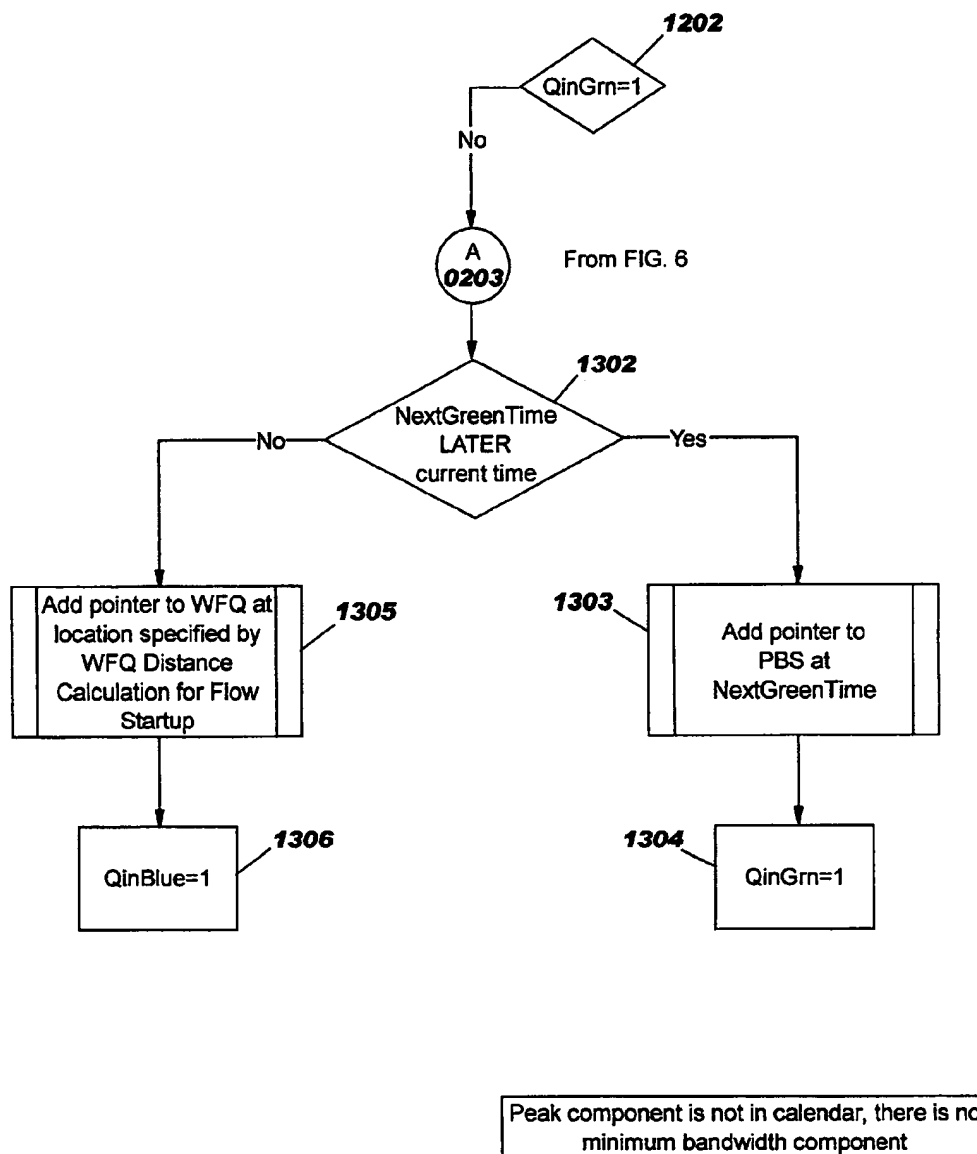 1202
QinGrn=1
No
A
0203
From FIG. 6
1302
NextGreenTime
LATER
current time
No
Yes
Add pointer to WFQ at
location specified by
WFQ Distance
Calculation for Flow
Startup
1305
1303
Add pointer to
PBS at
NextGreenTime
1306
QinBlue=1
1304
QinGrn=1
Peak component is not in calendar, there is no
minimum bandwidth component